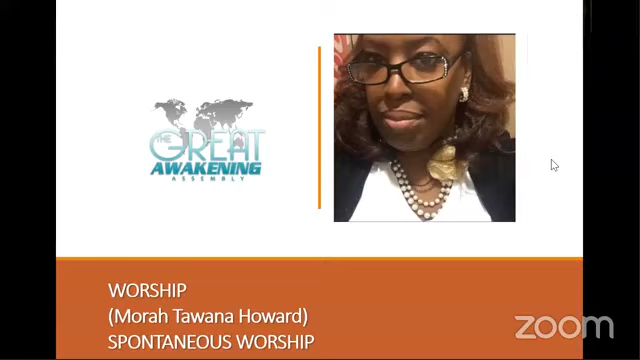 THE
GREAT
AWAKENING
ASSEMBLY
WORSHIP
(Morah Tawana Howard)
SPONTANEOUS WORSHIP
zoom